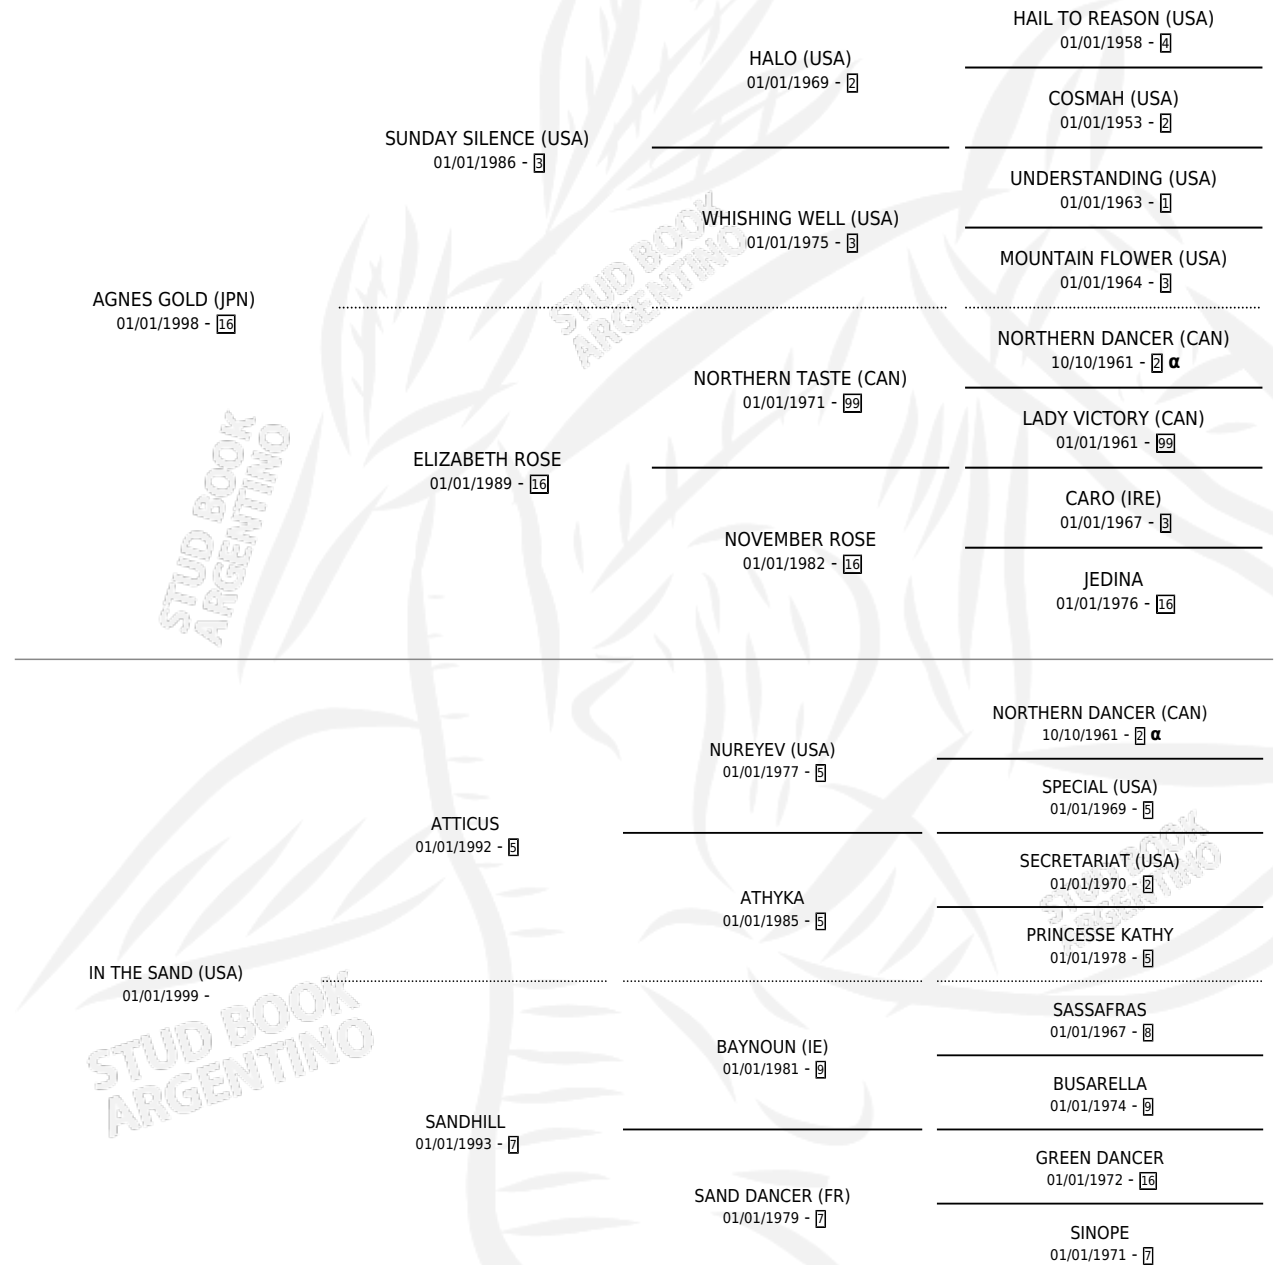 HAIL TO REASON (USA)
01/01/1958 - 4
HALO (USA)
01/01/1969 - 2
COSMAH (USA)
01/01/1953 - 2
SUNDAY SILENCE (USA)
01/01/1986 - 3
UNDERSTANDING (USA)
01/01/1963 - 1
WHISHING WELL (USA)
01/01/1975 - 3
MOUNTAIN FLOWER (USA)
01/01/1964 - 3
STUD BOOK
ARGENTINO
AGNES GOLD (JPN)
01/01/1998 - 16
NORTHERN DANCER (CAN)
10/10/1961 - 2 α
NORTHERN TASTE (CAN)
01/01/1971 - 99
LADY VICTORY (CAN)
01/01/1961 - 99
ELIZABETH ROSE
01/01/1989 - 16
CARO (IRE)
01/01/1967 - 3
NOVEMBER ROSE
01/01/1982 - 16
JEDINA
01/01/1976 - 16
STUD BOOK
ARGENTINO
NORTHERN DANCER (CAN)
10/10/1961 - 2 α
NUREYEV (USA)
01/01/1977 - 5
SPECIAL (USA)
01/01/1969 - 5
ATTICUS
01/01/1992 - 5
SECRETARIAT (USA)
01/01/1970 - 2
ATHYKA
01/01/1985 - 5
PRINCESSE KATHY
01/01/1978 - 5
STUD BOOK
ARGENTINO
IN THE SAND (USA)
01/01/1999 -
SASSAFRAS
01/01/1967 - 8
BAYNOUN (IE)
01/01/1981 - 9
BUSARELLA
01/01/1974 - 9
SANDHILL
01/01/1993 - 7
GREEN DANCER
01/01/1972 - 16
SAND DANCER (FR)
01/01/1979 - 7
SINOPE
01/01/1971 - 7
STUD BOOK
ARGENTINO